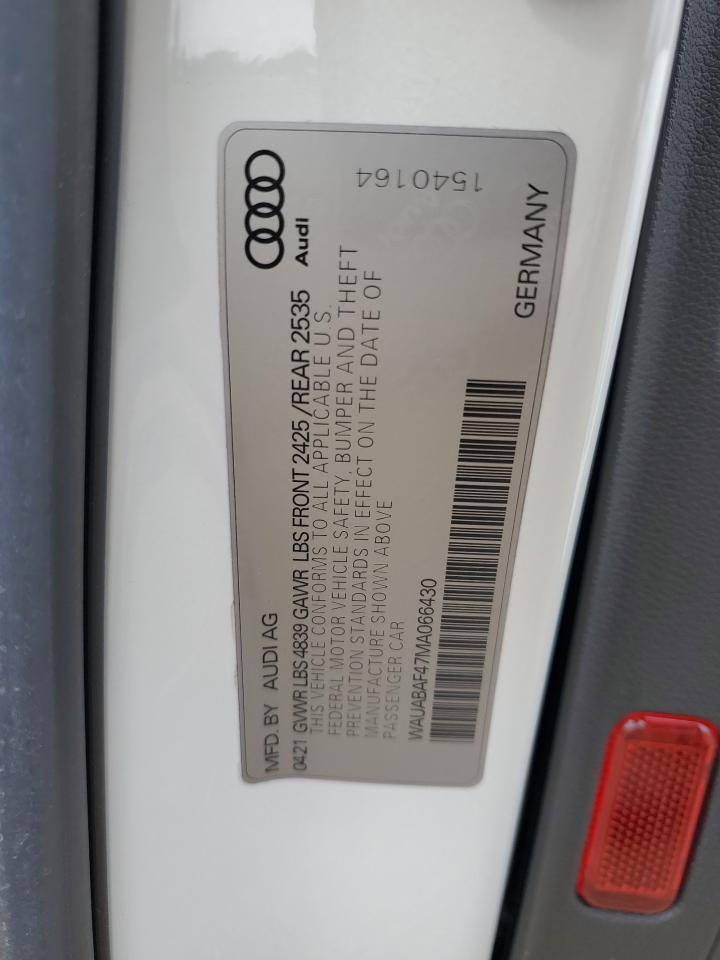 MFD. BY AUDI AG
0421 GVWR LBS 4839 GAWR LBS FRONT 2425 /REAR 2535
Audi
THIS VEHICLE CONFORMS TO ALL APPLICABLE U.S.
FEDERAL MOTOR VEHICLE SAFETY, BUMPER AND THEFT
PREVENTION STANDARDS IN EFFECT ON THE DATE OF
MANUFACTURE SHOWN ABOVE
PASSENGER CAR
1540164
WAUABAF47MA066430
GERMANY